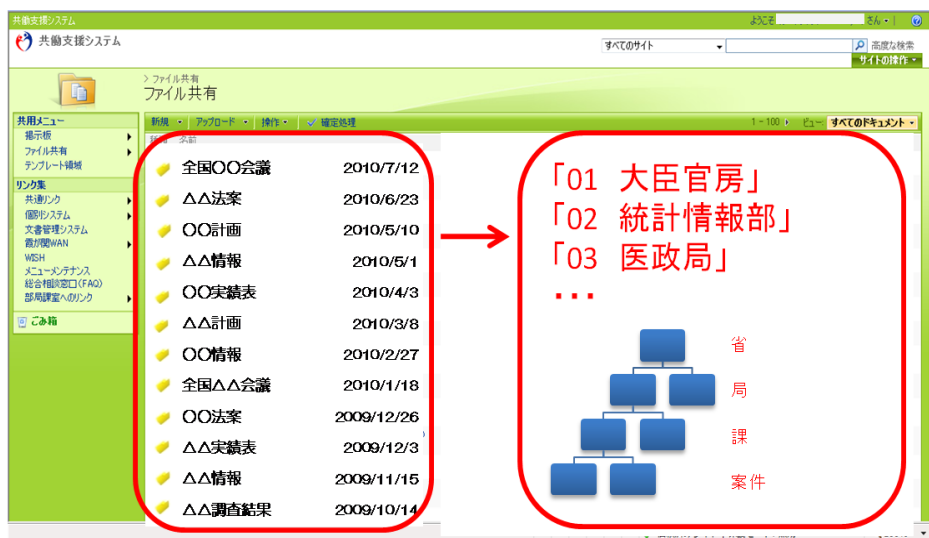 共働支援システム
ようこそ
さん
共働支援システム
すべてのサイト
高度な検索
サイトの操作
> ファイル共有
ファイル共有
共用メニュー
掲示板
ファイル共有
テンプレート領域
リンク集
共通リンク
個別システム
文書管理システム
霞が関WAN
WISH
メニューメンテナンス
総合相談窓口(FAQ)
部局課室へのリンク
ごみ箱
新規 アップロード 操作 確定処理
1 - 100 ビュー すべてのドキュメント
名前
全国〇〇会議 2010/7/12
△△法案 2010/6/23
〇〇計画 2010/5/10
△△情報 2010/5/1
〇〇実績表 2010/4/3
△△計画 2010/3/8
〇〇情報 2010/2/27
全国△△会議 2010/1/18
〇〇法案 2009/12/26
△△実績表 2009/12/3
△△情報 2009/11/15
△△調査結果 2009/10/14
「01 大臣官房」
「02 統計情報部」
「03 医政局」
・・・
省
局
課
案件